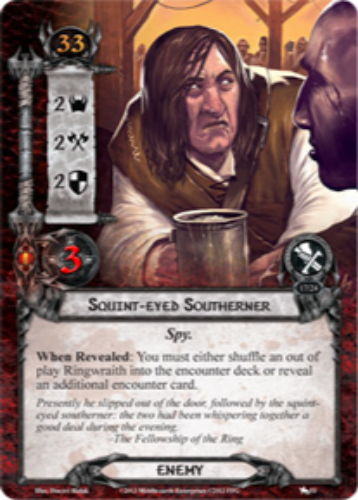 33
2
2
2
3
17/26
SQUINT-EYED SOUTHERNER
Spy.
When Revealed: You must either shuffle an out of
play Ringwraith into the encounter deck or reveal
an additional encounter card.
Presently he slipped out of the door, followed by the squint-
eyed southerner: the two had been whispering together a
good deal during the evening.
–The Fellowship of the Ring
ENEMY